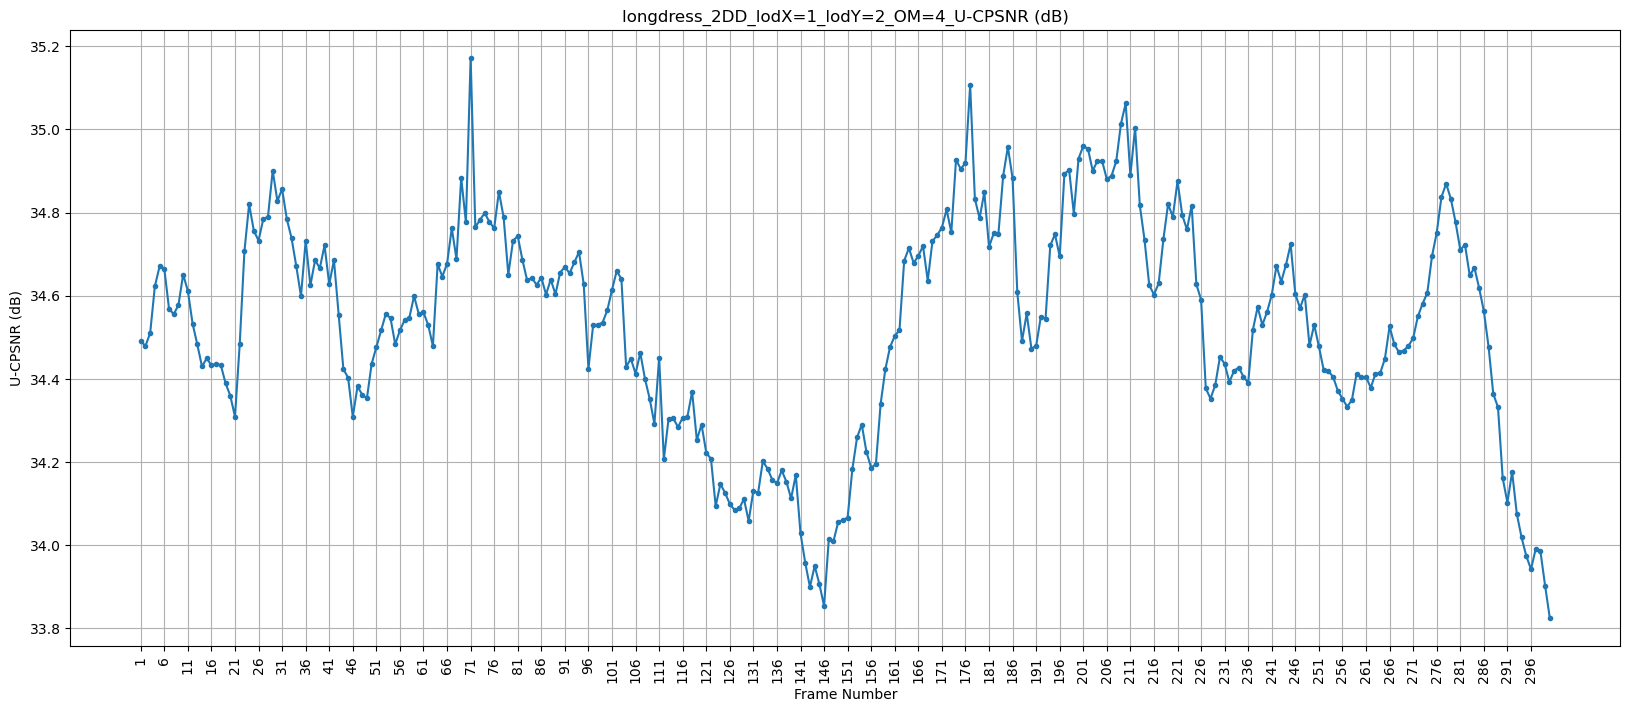 longdress_2DD_lodX=1_lodY=2_OM=4_U-CPSNR (dB)
35.2
35.0
34.8
34.6
34.4
34.2
34.0
33.8
U-CPSNR (dB)
1 6 11 16 21 26 31 36 41 46 51 56 61 66 71 76 81 86 91 96 101 106 111 116 121 126 131 136 141 146 151 156 161 166 171 176 181 186 191 196 201 206 211 216 221 226 231 236 241 246 251 256 261 266 271 276 281 286 291 296
Frame Number